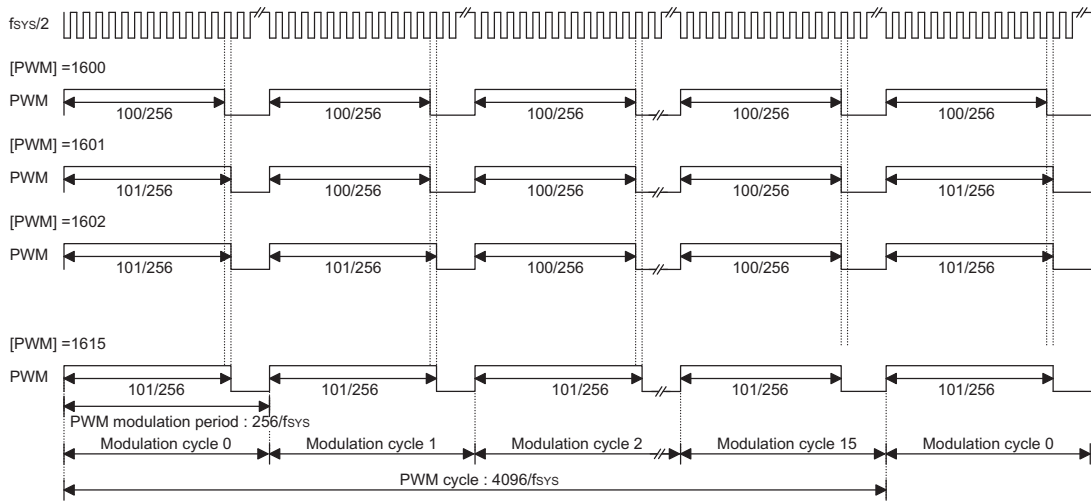 fSYS/2
[PWM] =1600
PWM
100/256 100/256 100/256 100/256 100/256
[PWM] =1601
PWM
101/256 100/256 100/256 100/256 101/256
[PWM] =1602
PWM
101/256 101/256 100/256 100/256 101/256
[PWM] =1615
PWM
101/256 101/256 101/256 101/256 101/256
PWM modulation period : 256/fSYS
Modulation cycle 0 Modulation cycle 1 Modulation cycle 2 Modulation cycle 15 Modulation cycle 0
PWM cycle : 4096/fSYS